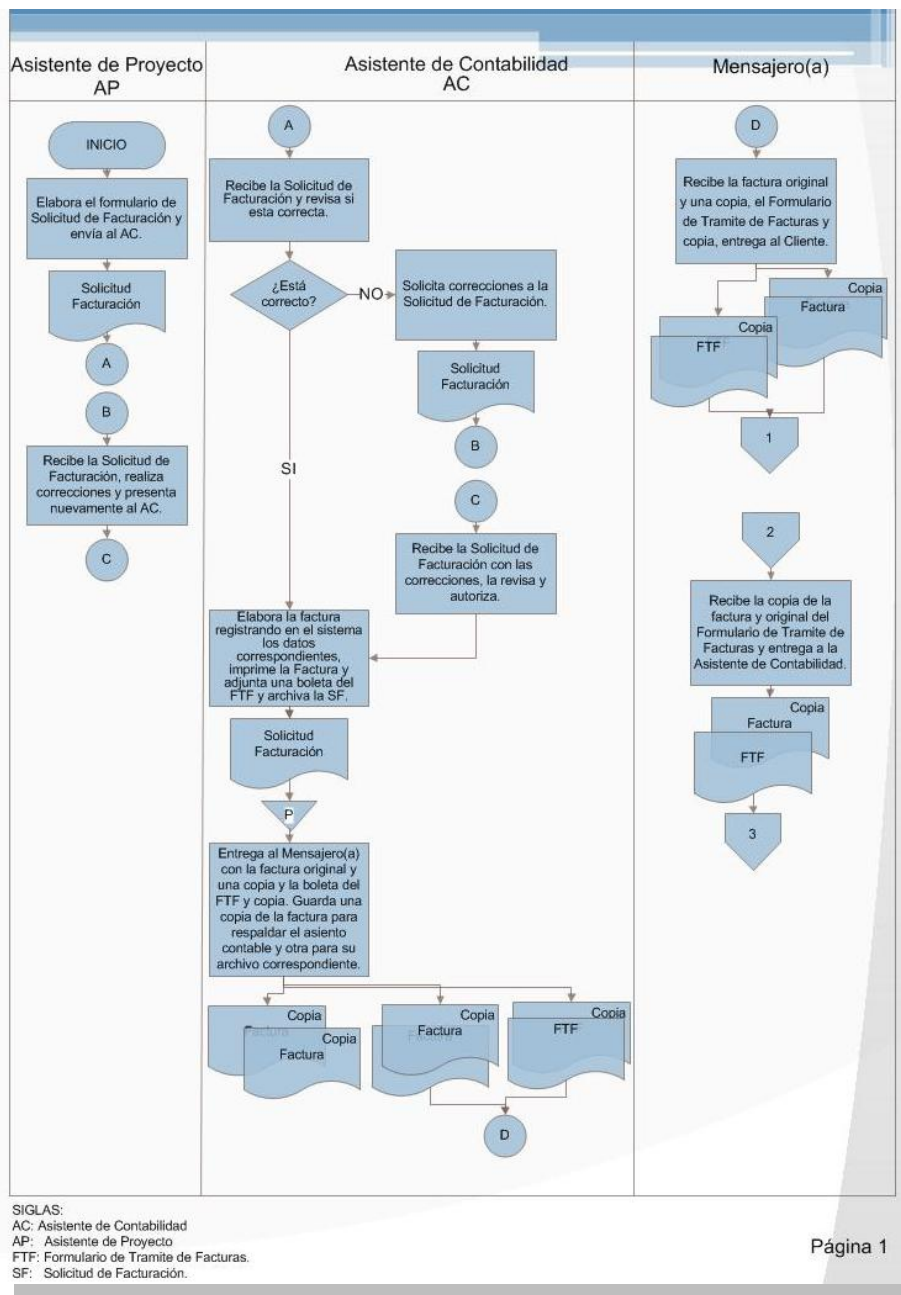 Asistente de Proyecto
AP
Asistente de Contabilidad
AC
Mensajero(a)
INICIO
Elabora el formulario de
Solicitud de Facturación y
envía al AC.
Solicitud
Facturación
A
B
Recibe la Solicitud de
Facturación, realiza
correcciones y presenta
nuevamente al AC.
C
A
Recibe la Solicitud de
Facturación y revisa si
esta correcta.
¿Está
correcto?
NO
Solicita correcciones a la
Solicitud de Facturación.
Solicitud
Facturación
B
SI
C
Recibe la Solicitud de
Facturación con las
correcciones, la revisa y
autoriza.
Elabora la factura
registrando en el sistema
los datos
correspondientes,
imprime la Factura y
adjunta una boleta del
FTF y archiva la SF.
Solicitud
Facturación
P
Entrega al Mensajero(a)
con la factura original y
una copia y la boleta del
FTF y copia. Guarda una
copia de la factura para
respaldar el asiento
contable y otra para su
archivo correspondiente.
Copia
Factura
Copia
Factura
Copia
Factura
Factura
Copia
FTF
D
D
Recibe la factura original
y una copia, el Formulario
de Tramite de Facturas y
copia, entrega al Cliente.
Copia
Factura
Copia
FTF
1
2
Recibe la copia de la
factura y original del
Formulario de Tramite de
Facturas y entrega a la
Asistente de Contabilidad.
Copia
Factura
FTF
3
SIGLAS:
AC: Asistente de Contabilidad
AP: Asistente de Proyecto
FTF: Formulario de Tramite de Facturas.
SF: Solicitud de Facturación.
Página 1